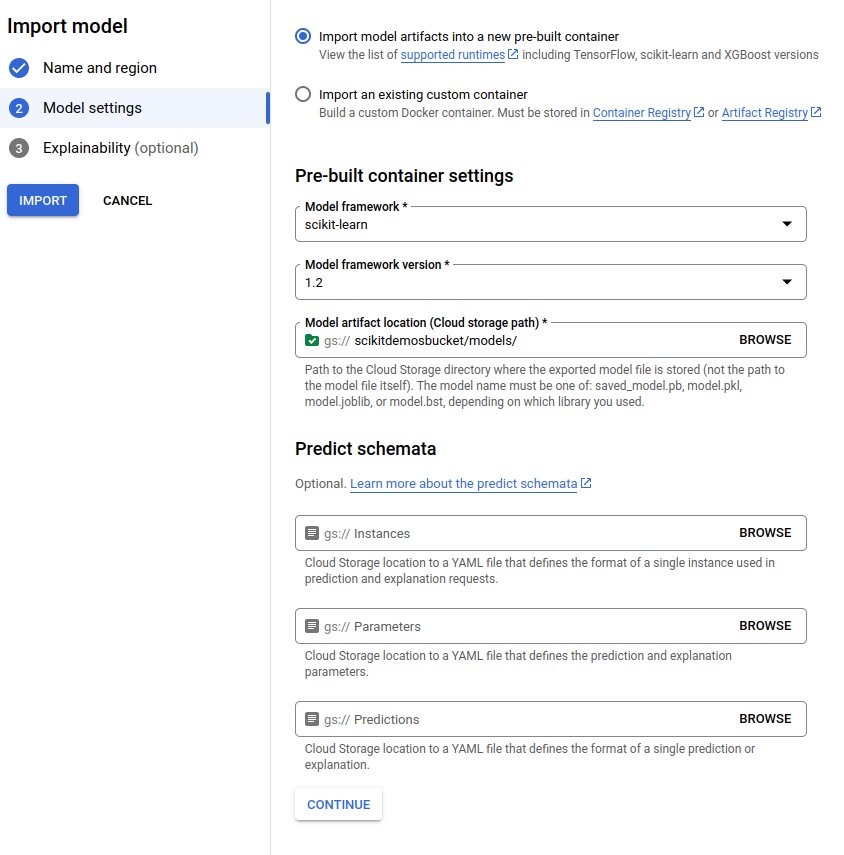 Import model
Name and region
2 Model settings
3 Explainability (optional)
IMPORT CANCEL
Import model artifacts into a new pre-built container
View the list of supported runtimes including TensorFlow, scikit-learn and XGBoost versions
Import an existing custom container
Build a custom Docker container. Must be stored in Container Registry or Artifact Registry
Pre-built container settings
Model framework *
scikit-learn
Model framework version *
1.2
Model artifact location (Cloud storage path) *
gs:// scikitdemosbucket/models/ BROWSE
Path to the Cloud Storage directory where the exported model file is stored (not the path to
the model file itself). The model name must be one of: saved_model.pb, model.pkl,
model.joblib, or model.bst, depending on which library you used.
Predict schemata
Optional. Learn more about the predict schemata
gs:// Instances BROWSE
Cloud Storage location to a YAML file that defines the format of a single instance used in
prediction and explanation requests.
gs:// Parameters BROWSE
Cloud Storage location to a YAML file that defines the prediction and explanation
parameters.
gs:// Predictions BROWSE
Cloud Storage location to a YAML file that defines the format of a single prediction or
explanation.
CONTINUE